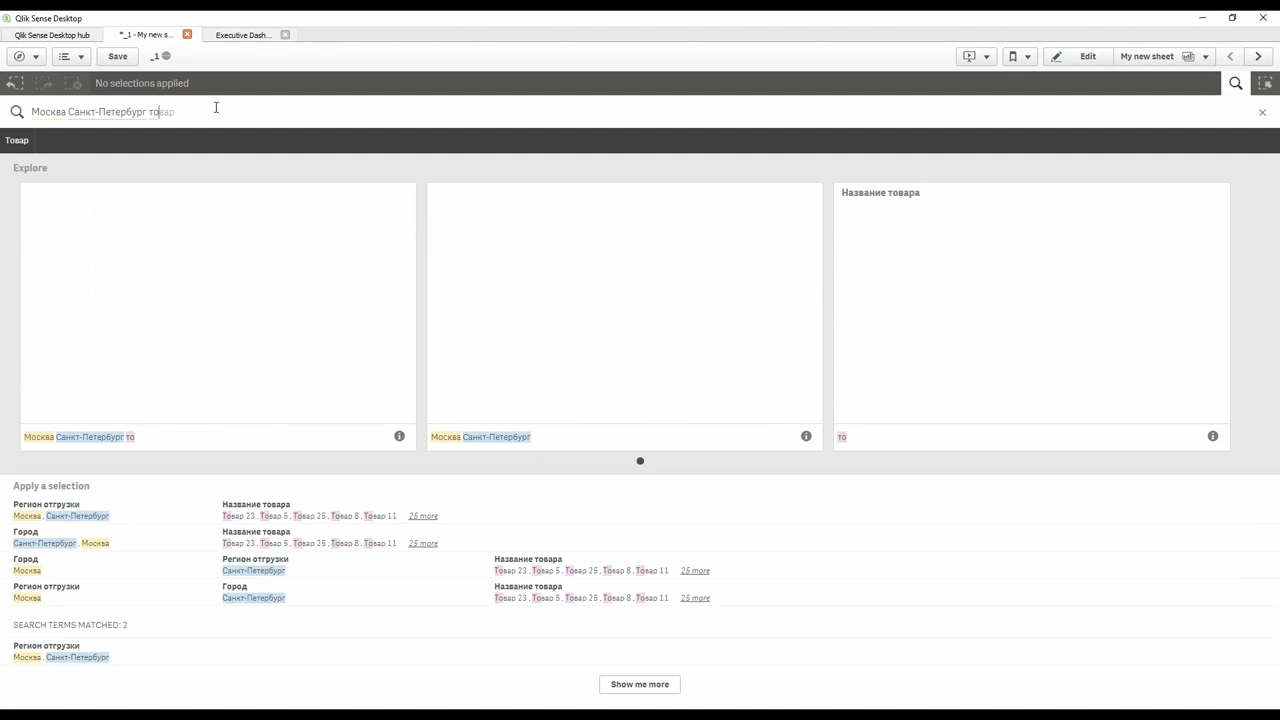 Qlik Sense Desktop
Qlik Sense Desktop hub
*_1 - My new s...
Executive Dash...
Save
_1
Edit
My new sheet
No selections applied
Москва Санкт-Петербург товар
Товар
Explore
Название товара
Москва Санкт-Петербург то
Москва Санкт-Петербург
то
Apply a selection
Регион отгрузки Название товара
Москва , Санкт-Петербург Товар 23 , Товар 5 , Товар 25 , Товар 8 , Товар 11 25 more
Город Название товара
Санкт-Петербург , Москва Товар 23 , Товар 5 , Товар 25 , Товар 8 , Товар 11 25 more
Город Регион отгрузки Название товара
Москва Санкт-Петербург Товар 23 , Товар 5 , Товар 25 , Товар 8 , Товар 11 25 more
Регион отгрузки Город Название товара
Москва Санкт-Петербург Товар 23 , Товар 5 , Товар 25 , Товар 8 , Товар 11 25 more
SEARCH TERMS MATCHED: 2
Регион отгрузки
Москва , Санкт-Петербург
Show me more